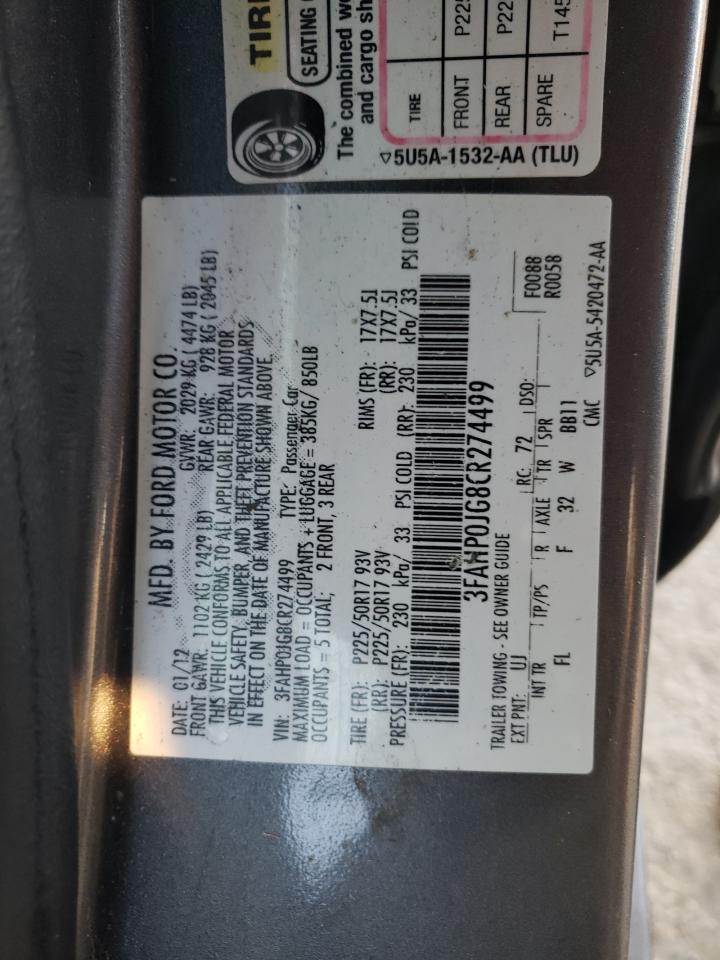 MFD. BY FORD MOTOR CO.
DATE: 01/12 GVWR: 2029 KG ( 4474 LB)
FRONT GAWR: 1102 KG ( 2429 LB) REAR GAWR: 928 KG ( 2045 LB)
THIS VEHICLE CONFORMS TO ALL APPLICABLE FEDERAL MOTOR
VEHICLE SAFETY, BUMPER, AND THEFT PREVENTION STANDARDS
IN EFFECT ON THE DATE OF MANUFACTURE SHOWN ABOVE.
VIN: 3FAHP0JG8CR274499 TYPE: Passenger Car
MAXIMUM LOAD = OCCUPANTS + LUGGAGE = 385KG/ 850LB
OCCUPANTS = 5 TOTAL; 2 FRONT, 3 REAR
TIRE (FR): P225/50R17 93V RIMS (FR): 17X7.5J
(RR): P225/50R17 93V (RR): 17X7.5J
PRESSURE (FR): 230 kPa/ 33 PSI COLD (RR): 230 kPa/ 33 PSI COLD
3FAHP0JG8CR274499
TRAILER TOWING - SEE OWNER GUIDE
F0088
EXT PNT: UJ RC: 72 DSO: R0058
INT TR TP/PS R AXLE TR SPR
FL F 32 W BB11
CMC ▽5U5A-5420472-AA
TIRE
SEATING
The combined
and cargo
TIRE
FRONT P225
REAR P22
SPARE T145
▽5U5A-1532-AA (TLU)